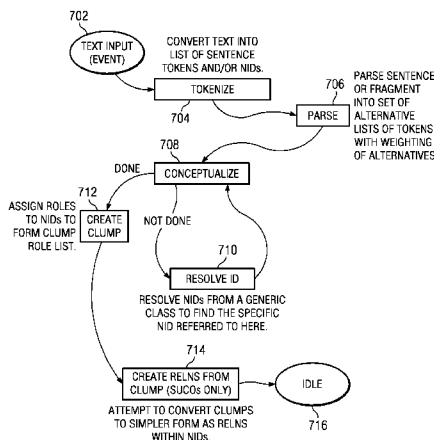 702
TEXT INPUT
(EVENT)
CONVERT TEXT INTO
LIST OF SENTENCE
TOKENS AND/OR NIDs.
TOKENIZE
704
706
PARSE
PARSE SENTENCE
OR FRAGMENT
INTO SET OF
ALTERNATIVE
LISTS OF TOKENS
WITH WEIGHTING
OF ALTERNATIVES
708
CONCEPTUALIZE
DONE
712
ASSIGN ROLES
TO NIDs TO
FORM CLUMP
ROLE LIST.
CREATE
CLUMP
NOT DONE
710
RESOLVE ID
RESOLVE NIDs FROM A GENERIC
CLASS TO FIND THE SPECIFIC
NID REFERRED TO HERE.
714
CREATE RELNS FROM
CLUMP (SUCOs ONLY)
ATTEMPT TO CONVERT CLUMPS
TO SIMPLER FORM AS RELNS
WITHIN NIDs.
IDLE
716